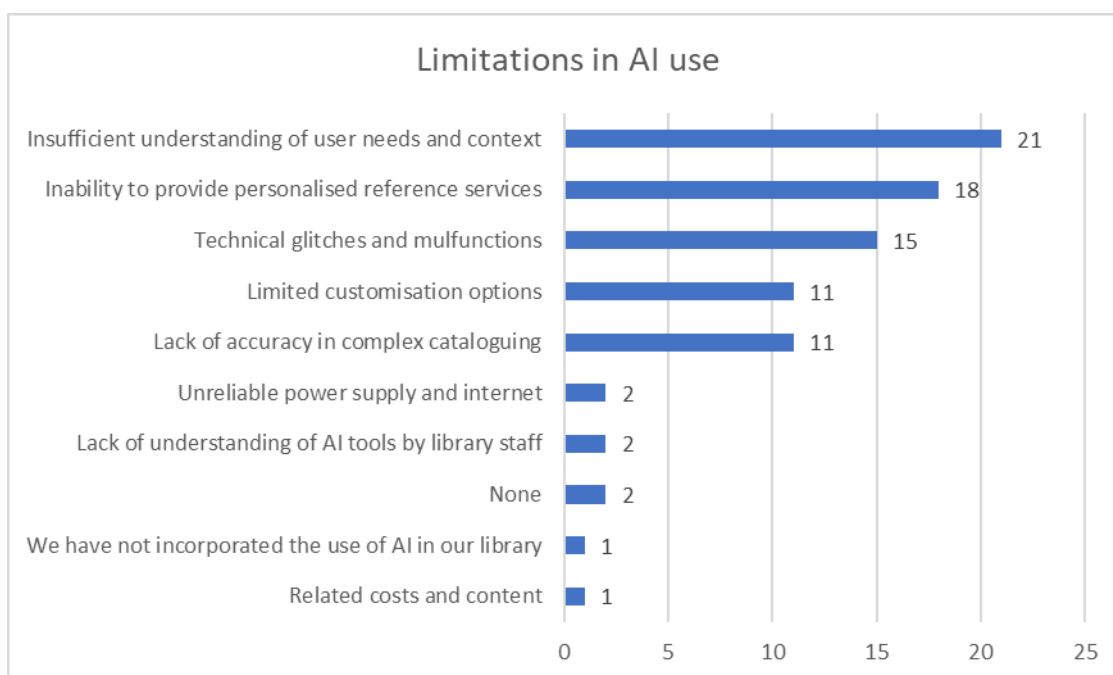 Limitations in AI use
Insufficient understanding of user needs and context 21
Inability to provide personalised reference services 18
Technical glitches and mulfunctions 15
Limited customisation options 11
Lack of accuracy in complex cataloguing 11
Unreliable power supply and internet 2
Lack of understanding of AI tools by library staff 2
None 2
We have not incorporated the use of AI in our library 1
Related costs and content 1
0 5 10 15 20 25